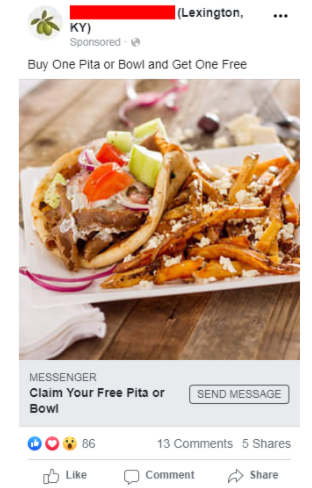 (Lexington,
KY)
Sponsored ·
Buy One Pita or Bowl and Get One Free
MESSENGER
Claim Your Free Pita or
Bowl
SEND MESSAGE
86
13 Comments 5 Shares
Like Comment Share